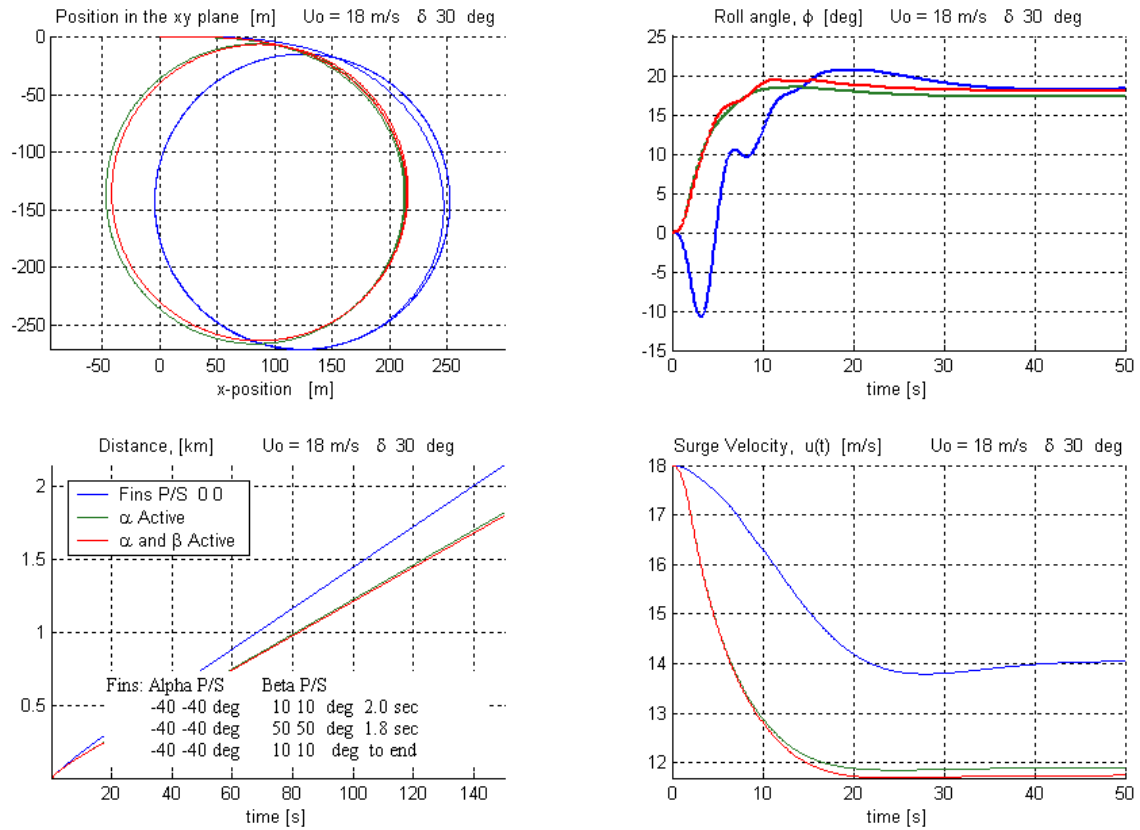 Position in the xy plane [m] Uo = 18 m/s δ 30 deg
0
-50
-100
-150
-200
-250
-50 0 50 100 150 200 250
x-position [m]
Roll angle, ϕ [deg] Uo = 18 m/s δ 30 deg
25
20
15
10
5
0
-5
-10
-15
0 10 20 30 40 50
time [s]
Distance, [km] Uo = 18 m/s δ 30 deg
2
1.5
1
0.5
Fins P/S 0 0
α Active
α and β Active
Fins: Alpha P/S Beta P/S
-40 -40 deg 10 10 deg 2.0 sec
-40 -40 deg 50 50 deg 1.8 sec
-40 -40 deg 10 10 deg to end
20 40 60 80 100 120 140
time [s]
Surge Velocity, u(t) [m/s] Uo = 18 m/s δ 30 deg
18
17
16
15
14
13
12
0 10 20 30 40 50
time [s]